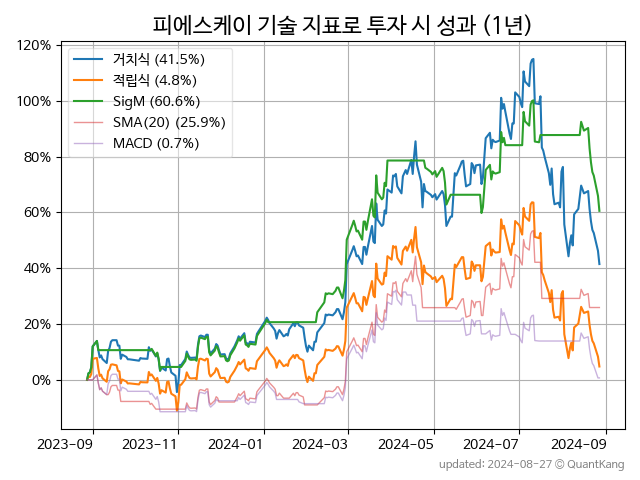 피에스케이 기술 지표로 투자 시 성과 (1년)
120%
100%
80%
60%
40%
20%
0%
거치식 (41.5%)
적립식 (4.8%)
SigM (60.6%)
SMA(20) (25.9%)
MACD (0.7%)
2023-09 2023-11 2024-01 2024-03 2024-05 2024-07 2024-09
updated: 2024-08-27 © QuantKang